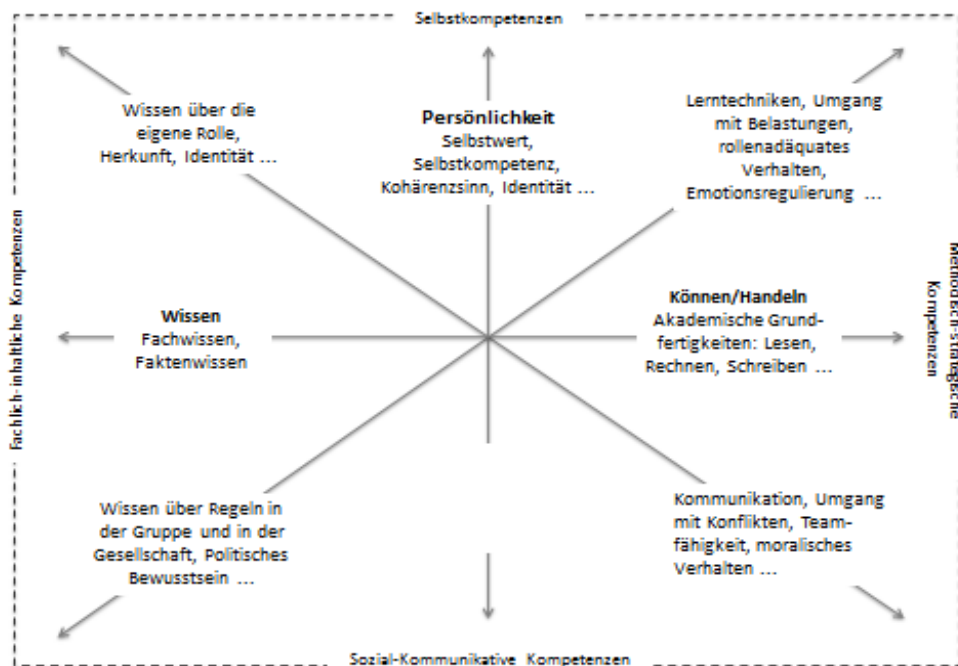 Selbstkompetenzen
Wissen über die
eigene Rolle,
Herkunft, Identität ...
Persönlichkeit
Selbstwert,
Selbstkompetenz,
Kohärenzsinn, Identität ...
Lerntechniken, Umgang
mit Belastungen,
rollenadäquates
Verhalten,
Emotionsregulierung ...
Fachlich-inhaltliche Kompetenzen
Wissen
Fachwissen,
Faktenwissen
Können/Handeln
Akademische Grund-
fertigkeiten: Lesen,
Rechnen, Schreiben ...
Methodisch-strategische
Kompetenzen
Wissen über Regeln in
der Gruppe und in der
Gesellschaft, Politisches
Bewusstsein ...
Kommunikation, Umgang
mit Konflikten, Team-
fähigkeit, moralisches
Verhalten ...
Sozial-Kommunikative Kompetenzen